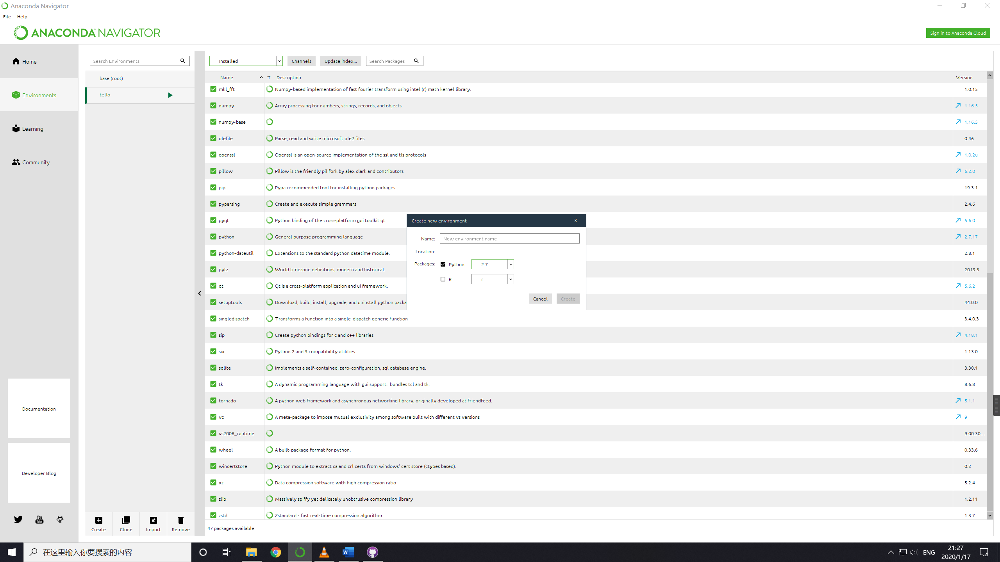 Anaconda Navigator
File Help
ANACONDA NAVIGATOR
Sign in to Anaconda Cloud
Home
Environments
Learning
Community
Documentation
Developer Blog
You Tube
Search Environments
base (root)
tello
Create Clone Import Remove
Installed Channels Update index... Search Packages
Name T Description Version
mkl_fft Numpy-based implementation of fast fourier transform using intel (r) math kernel library. 1.0.15
numpy Array processing for numbers, strings, records, and objects. 1.16.5
numpy-base 1.16.5
olefile Parse, read and write microsoft ole2 files 0.46
openssl Openssl is an open-source implementation of the ssl and tls protocols 1.0.2u
pillow Pillow is the friendly pil fork by alex clark and contributors 6.2.0
pip Pypa recommended tool for installing python packages 19.3.1
pyparsing Create and execute simple grammars 2.4.6
pyqt Python binding of the cross-platform gui toolkit qt. 5.6.0
python General purpose programming language 2.7.17
python-dateutil Extensions to the standard python datetime module. 2.8.1
pytz World timezone definitions, modern and historical. 2019.3
qt Qt is a cross-platform application and ui framework. 5.6.2
setuptools Download, build, install, upgrade, and uninstall python packa 44.0.0
singledispatch Transforms a function into a single-dispatch generic function 3.4.0.3
sip Create python bindings for c and c++ libraries 4.18.1
six Python 2 and 3 compatibility utilities 1.13.0
sqlite Implements a self-contained, zero-configuration, sql database engine. 3.30.1
tk A dynamic programming language with gui support. bundles tcl and tk. 8.6.8
tornado A python web framework and asynchronous networking library, originally developed at friendfeed. 5.1.1
vc A meta-package to impose mutual exclusivity among software built with different vs versions 9
vs2008_runtime 9.00.30...
wheel A built-package format for python. 0.33.6
wincertstore Python module to extract ca and crl certs from windows' cert store (ctypes based). 0.2
xz Data compression software with high compression ratio 5.2.4
zlib Massively spiffy yet delicately unobtrusive compression library 1.2.11
zstd Zstandard - fast real-time compression algorithm 1.3.7
47 packages available
Create new environment X
Name: New environment name
Location:
Packages: Python 2.7
R r
Cancel Create
在这里输入你要搜索的内容
ENG
21:27
2020/1/17